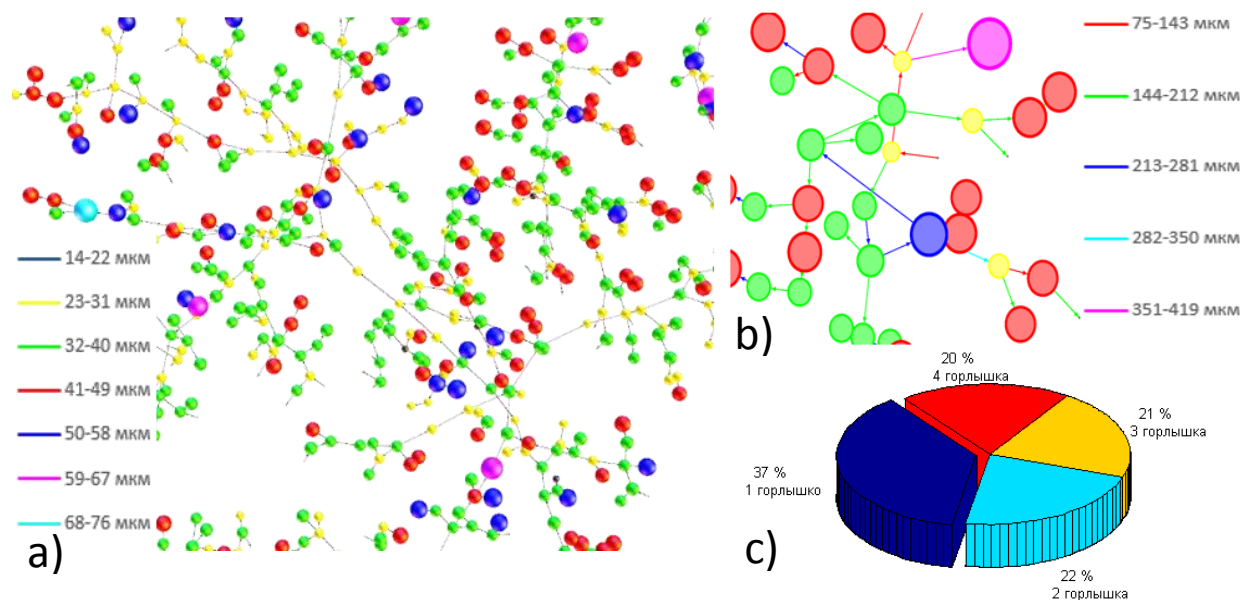 14-22 мкм
23-31 мкм
32-40 мкм
41-49 мкм
50-58 мкм
59-67 мкм
68-76 мкм
a)
75-143 мкм
144-212 мкм
213-281 мкм
282-350 мкм
351-419 мкм
b)
20 %
4 горлышка
21 %
3 горлышка
37 %
1 горлышко
22 %
2 горлышка
c)